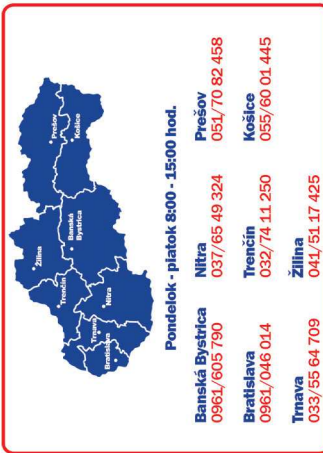 Prešov
Košice
Žilina
Banská
Bystrica
Trenčín
Nitra
Trnava
Bratislava
Pondelok - piatok 8:00 - 15:00 hod.
Banská Bystrica
0961/605 790
Nitra
037/65 49 324
Prešov
051/70 82 458
Bratislava
0961/046 014
Trenčín
032/74 11 250
Košice
055/60 01 445
Trnava
033/55 64 709
Žilina
041/51 17 425